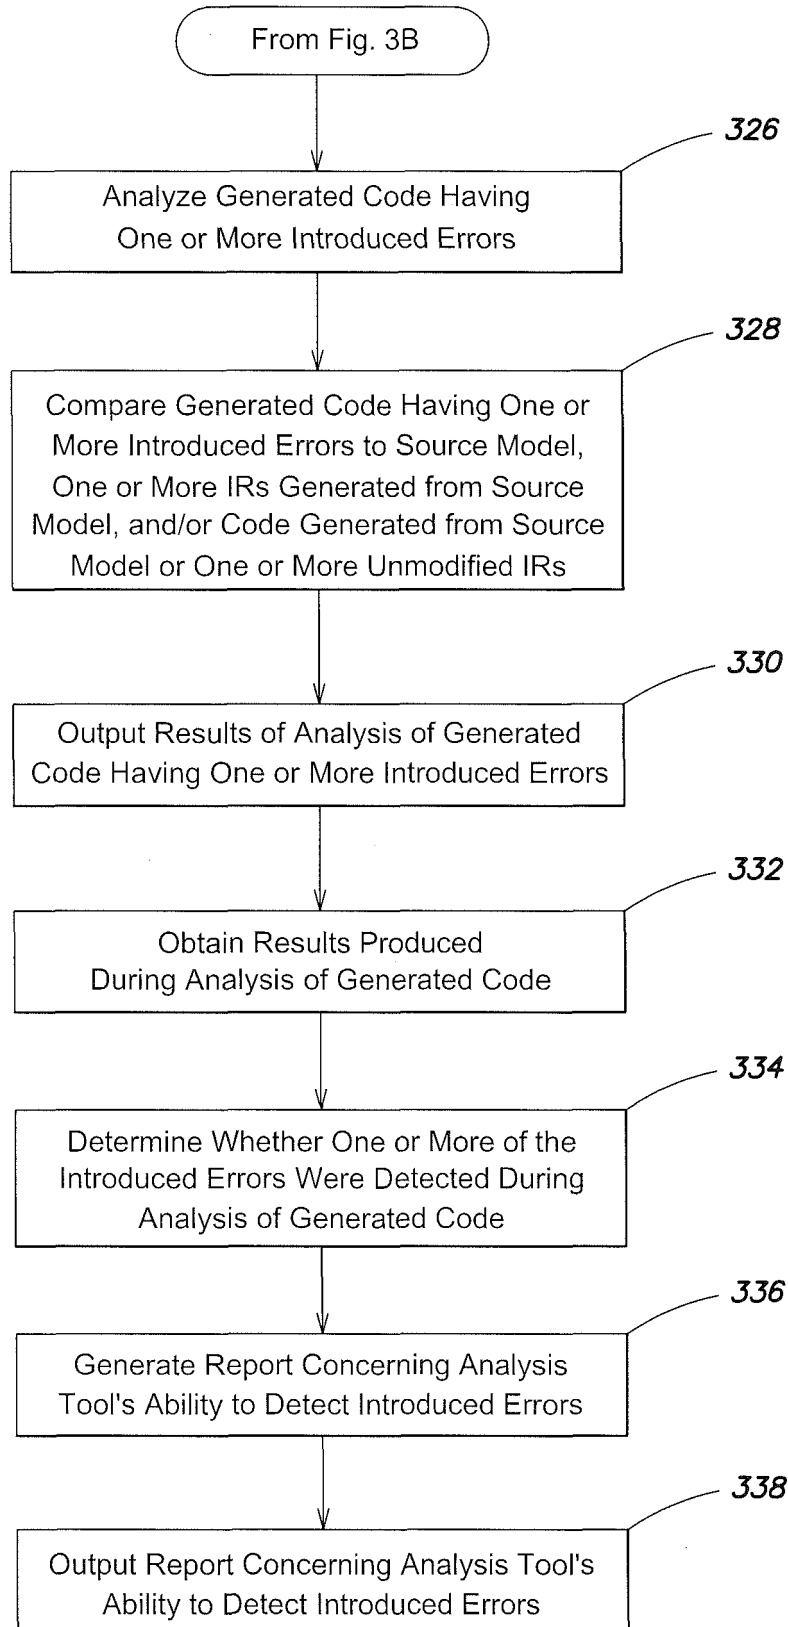 From Fig. 3B
326
Analyze Generated Code Having
One or More Introduced Errors
328
Compare Generated Code Having One or
More Introduced Errors to Source Model,
One or More IRs Generated from Source
Model, and/or Code Generated from Source
Model or One or More Unmodified IRs
330
Output Results of Analysis of Generated
Code Having One or More Introduced Errors
332
Obtain Results Produced
During Analysis of Generated Code
334
Determine Whether One or More of the
Introduced Errors Were Detected During
Analysis of Generated Code
336
Generate Report Concerning Analysis
Tool's Ability to Detect Introduced Errors
338
Output Report Concerning Analysis Tool's
Ability to Detect Introduced Errors